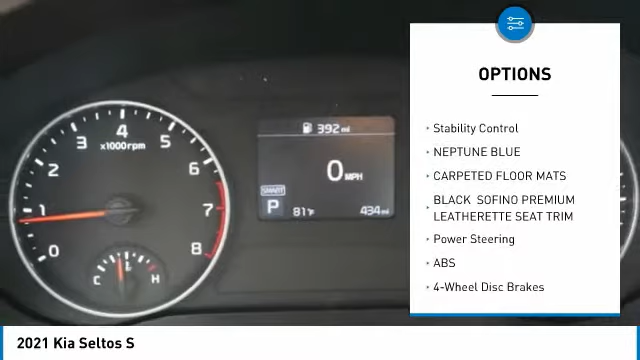 4
3
5
x1000rpm
2
6
1
7
0
8
C
H
392 mi
0 MPH
SMART
P
81°F
434 mi
OPTIONS
Stability Control
NEPTUNE BLUE
CARPETED FLOOR MATS
BLACK SOFINO PREMIUM
LEATHERETTE SEAT TRIM
Power Steering
ABS
4-Wheel Disc Brakes
2021 Kia Seltos S